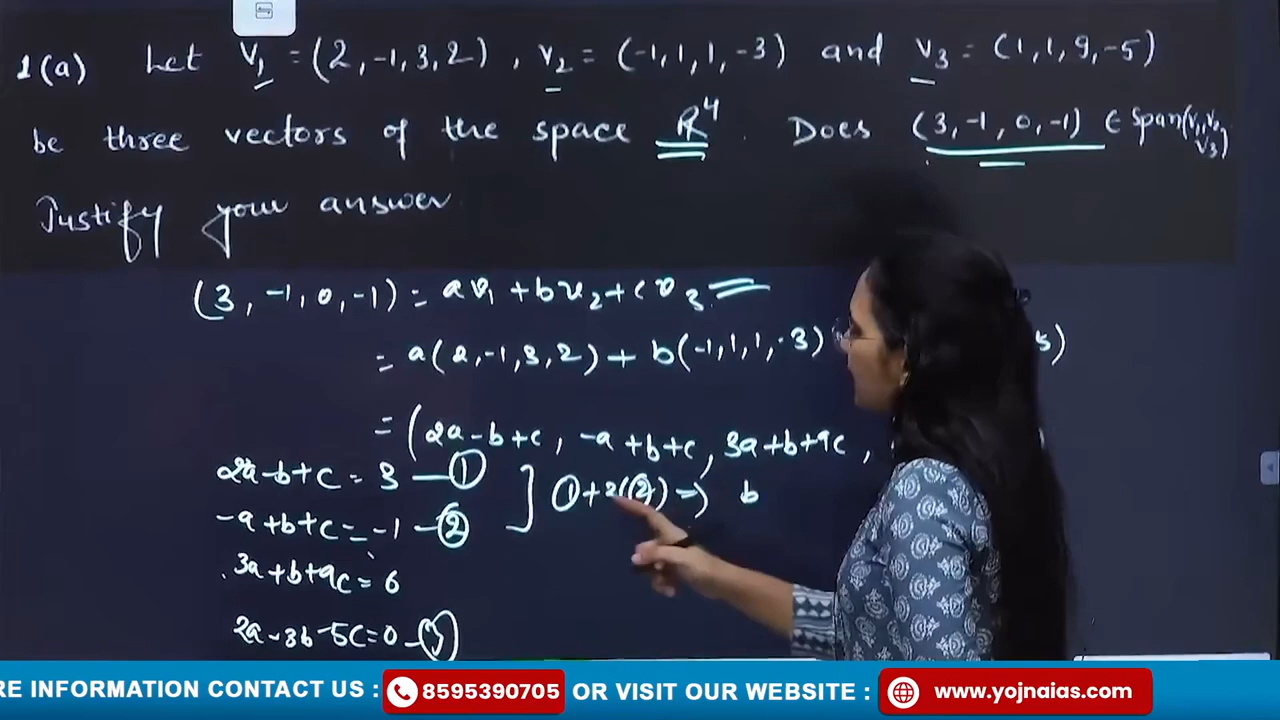 1(a) Let v1 = (2, -1, 3, 2), v2 = (-1, 1, 1, -3) and v3 = (1, 1, 9, -5)
be three vectors of the space R^4. Does (3, -1, 0, -1) ∈ Span(v1, v2, v3)
Justify your answer
(3, -1, 0, -1) = av1 + bv2 + cv3
= a(2, -1, 3, 2) + b(-1, 1, 1, -3)
= (2a-b+c, -a+b+c, 3a+b+9c,
2a-b+c = 3 — ①
-a+b+c = -1 — ②
] ①+2(②) ⇒ b
3a+b+9c = 0
2a-3b-5c=0 — ③
RE INFORMATION CONTACT US : 8595390705 OR VISIT OUR WEBSITE : www.yojnaias.com